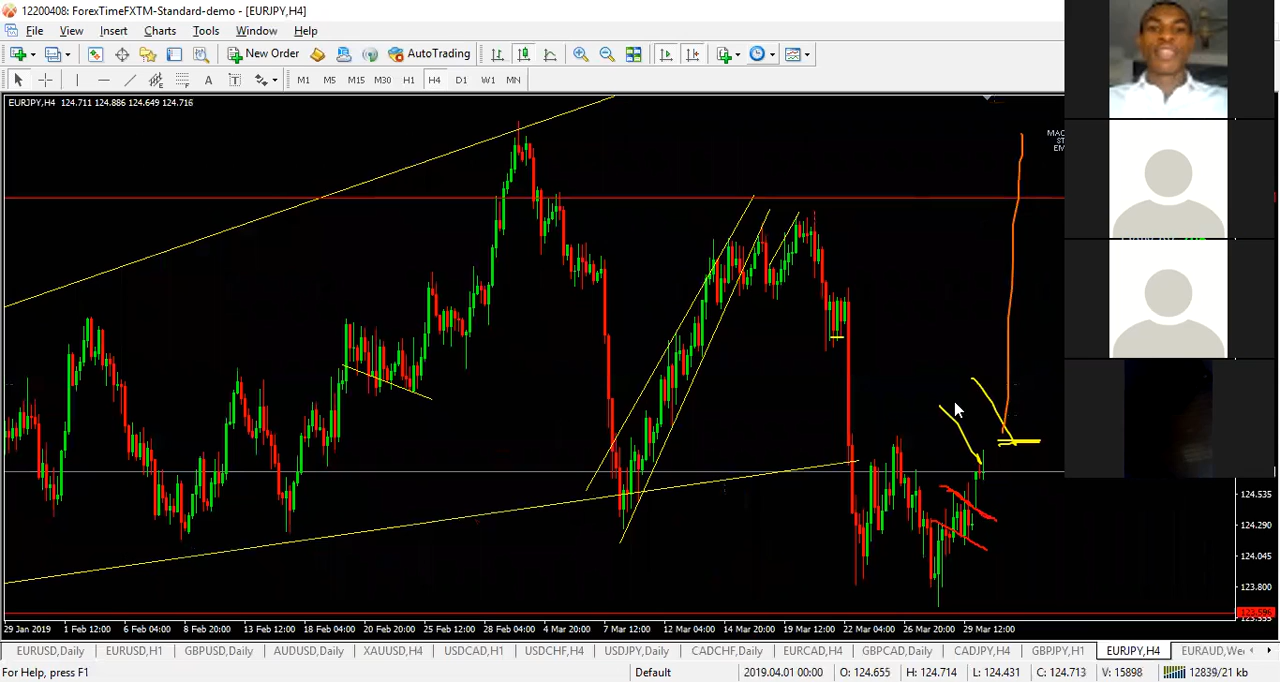 12200408: ForexTimeFXTM-Standard-demo - [EURJPY,H4]
File View Insert Charts Tools Window Help
New Order AutoTrading
M1 M5 M15 M30 H1 H4 D1 W1 MN
EURJPY,H4 124.711 124.886 124.649 124.716
124.535
124.290
124.045
123.800
123.596
29 Jan 2019 1 Feb 12:00 6 Feb 04:00 8 Feb 20:00 13 Feb 12:00 18 Feb 04:00 20 Feb 20:00 25 Feb 12:00 28 Feb 04:00 4 Mar 20:00 7 Mar 12:00 12 Mar 04:00 14 Mar 20:00 19 Mar 12:00 22 Mar 04:00 26 Mar 20:00 29 Mar 12:00
EURUSD,Daily EURUSD,H1 GBPUSD,Daily AUDUSD,Daily XAUUSD,H4 USDCAD,H1 USDCHF,H4 USDJPY,Daily CADCHF,Daily EURCAD,H4 GBPCAD,Daily CADJPY,H4 GBPJPY,H1 EURJPY,H4 EURAUD,We
For Help, press F1 Default 2019.04.01 00:00 O: 124.655 H: 124.714 L: 124.431 C: 124.713 V: 15898 12839/21 kb